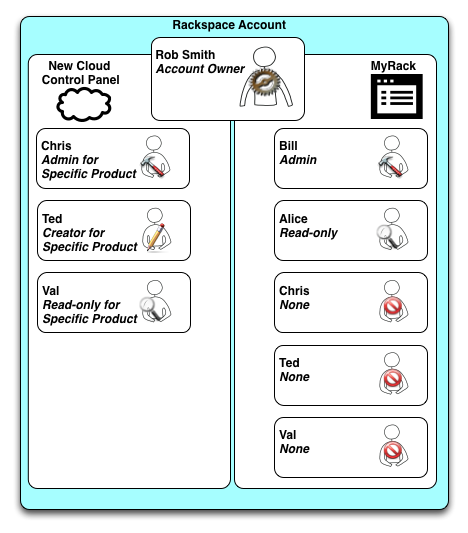 Rackspace Account
Rob Smith
Account Owner
New Cloud
Control Panel
Chris
Admin for
Specific Product
Ted
Creator for
Specific Product
Val
Read-only for
Specific Product
MyRack
Bill
Admin
Alice
Read-only
Chris
None
Ted
None
Val
None